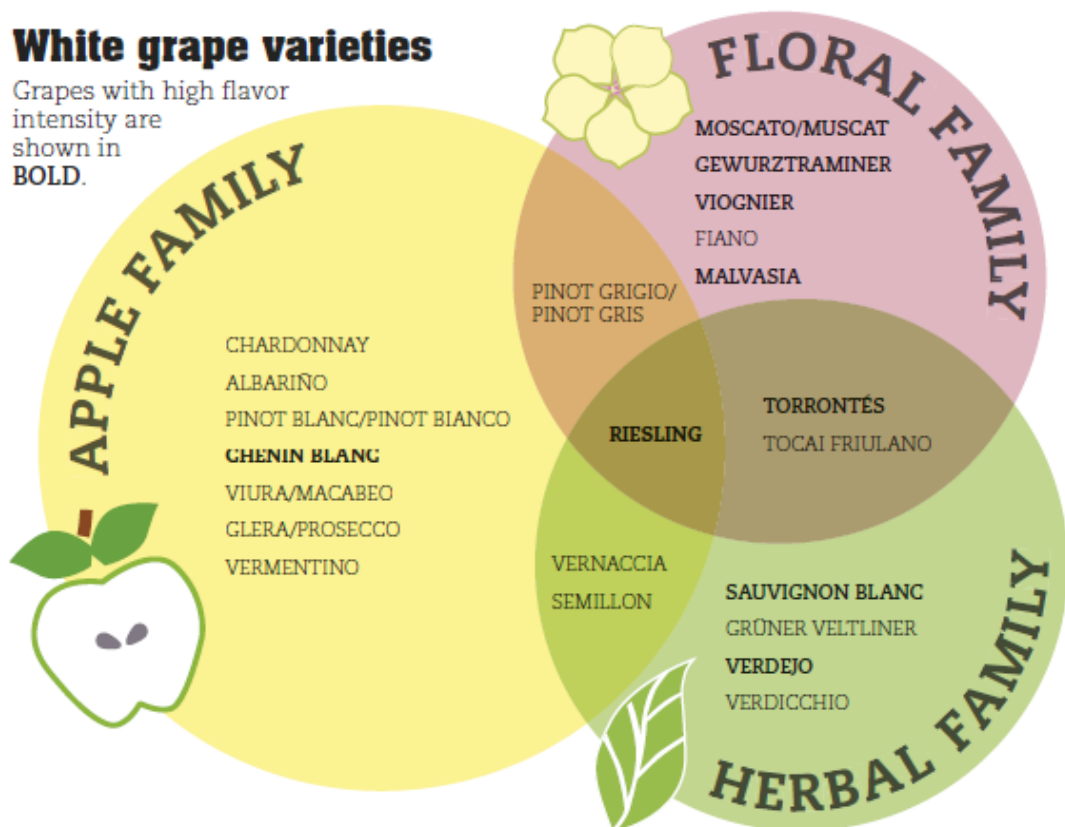 White grape varieties
Grapes with high flavor
intensity are
shown in
BOLD.
APPLE FAMILY
CHARDONNAY
ALBARIÑO
PINOT BLANC/PINOT BIANCO
CHENIN BLANC
VIURA/MACABEO
GLERA/PROSECCO
VERMENTINO
FLORAL FAMILY
MOSCATO/MUSCAT
GEWURZTRAMINER
VIOGNIER
FIANO
MALVASIA
PINOT GRIGIO/
PINOT GRIS
RIESLING
TORRONTÉS
TOCAI FRIULANO
VERNACCIA
SEMILLON
SAUVIGNON BLANC
GRÜNER VELTLINER
VERDEJO
VERDICCHIO
HERBAL FAMILY